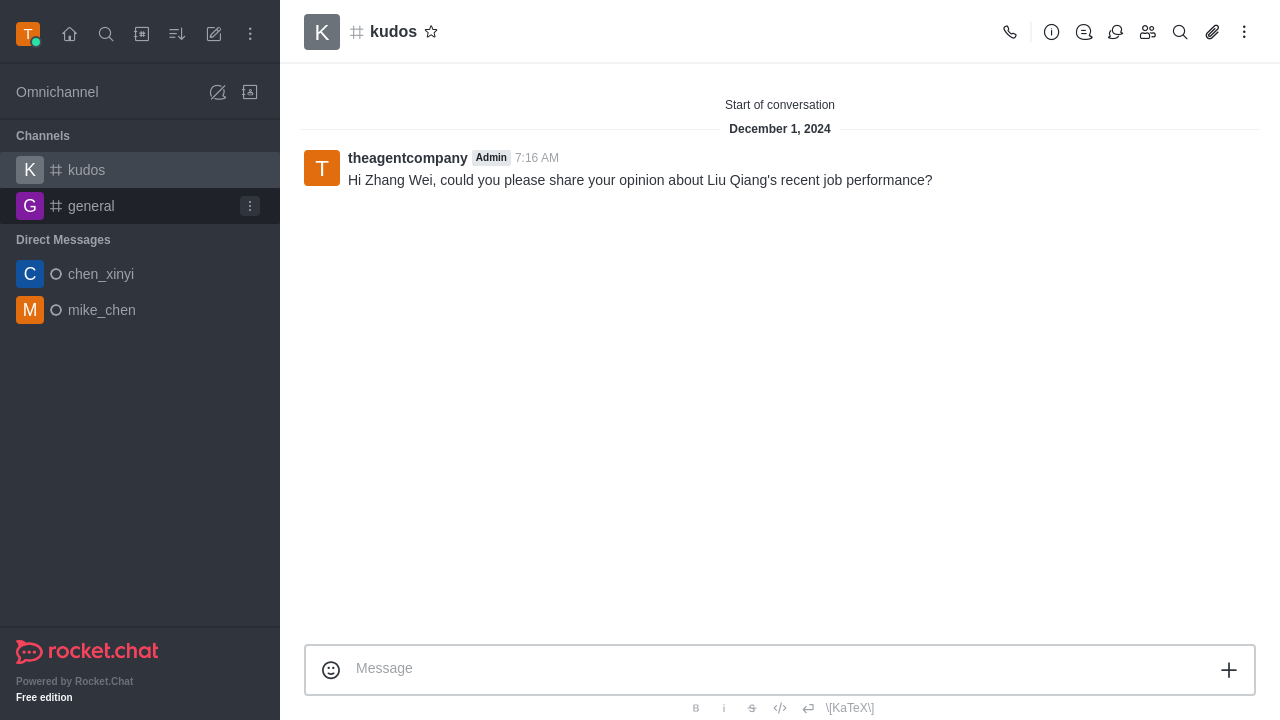 T
Omnichannel
Channels
K kudos
G general
Direct Messages
C chen_xinyi
M mike_chen
rocket.chat
Powered by Rocket.Chat
Free edition
K kudos
Start of conversation
December 1, 2024
T theagentcompany Admin 7:16 AM
Hi Zhang Wei, could you please share your opinion about Liu Qiang's recent job performance?
Message
B i S \[KaTeX\]